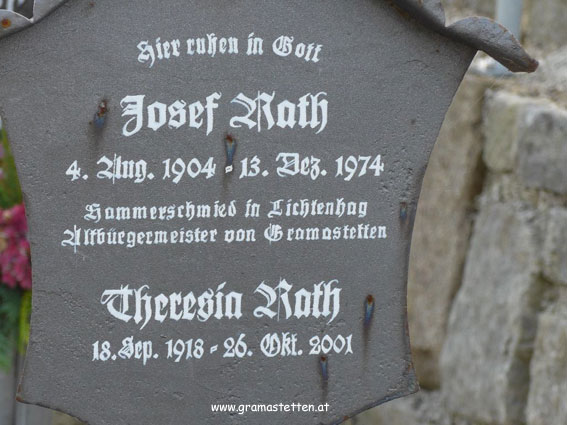 Hier ruhen in Gott
Josef Rath
4. Aug. 1904 - 13. Dez. 1974
Hammerschmied in Lichtenhag
Altbürgermeister von Gramastetten
Theresia Rath
18. Sep. 1918 - 26. Okt. 2001
www.gramastetten.at